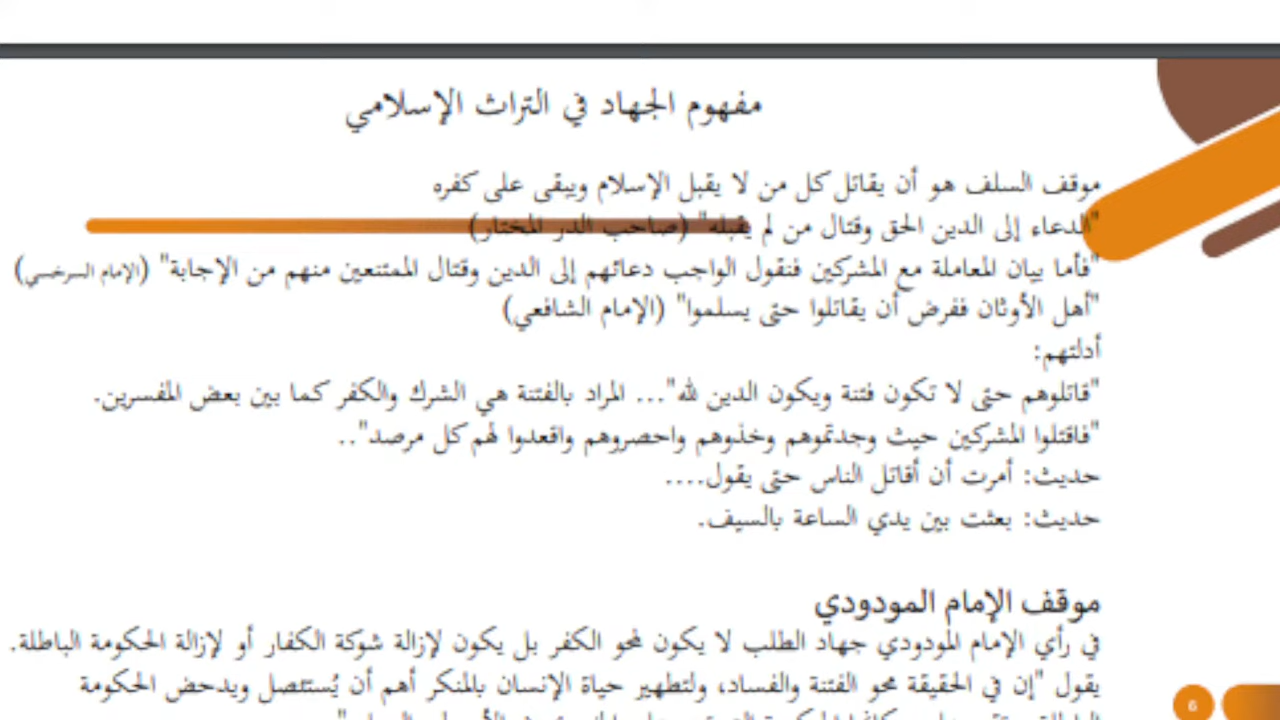 مفهوم الجهاد في التراث الإسلامي
موقف السلف هو أن يقاتل كل من لا يقبل الإسلام ويبقى على كفره
"الدعاء إلى الدين الحق وقتال من لم يقبله" (صاحب الدر المختار)
"فأما بيان المعاملة مع المشركين فنقول الواجب دعائهم إلى الدين وقتال الممتنعين منهم من الإجابة" (الإمام السرخسي)
"أهل الأوثان ففرض أن يقاتلوا حتى يسلموا" (الإمام الشافعي)
أدلتهم:
"قاتلوهم حتى لا تكون فتنة ويكون الدين لله"... المراد بالفتنة هي الشرك والكفر كما بين بعض المفسرين.
"فاقتلوا المشركين حيث وجدتموهم وخذوهم واحصروهم واقعدوا لهم كل مرصد"..
حديث: أمرت أن أقاتل الناس حتى يقول....
حديث: بعثت بين يدي الساعة بالسيف.
موقف الإمام المودودي
في رأي الإمام المودودي جهاد الطلب لا يكون لمحو الكفر بل يكون لإزالة شوكة الكفار أو لإزالة الحكومة الباطلة.
يقول "إن في الحقيقة محو الفتنة والفساد، ولتطهير حياة الإنسان بالمنكر أهم أن يُستئصل ويدحض الحكومة
6